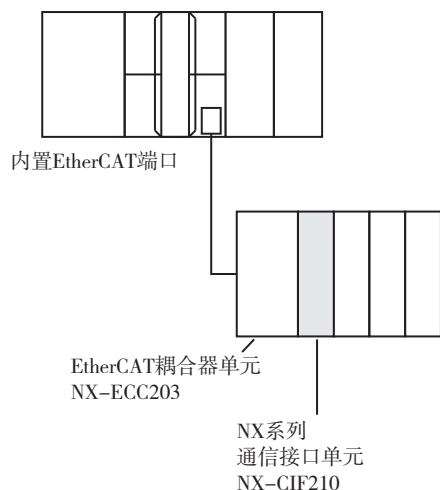 内置EtherCAT端口
EtherCAT耦合器单元
NX-ECC203
NX系列
通信接口单元
NX-CIF210